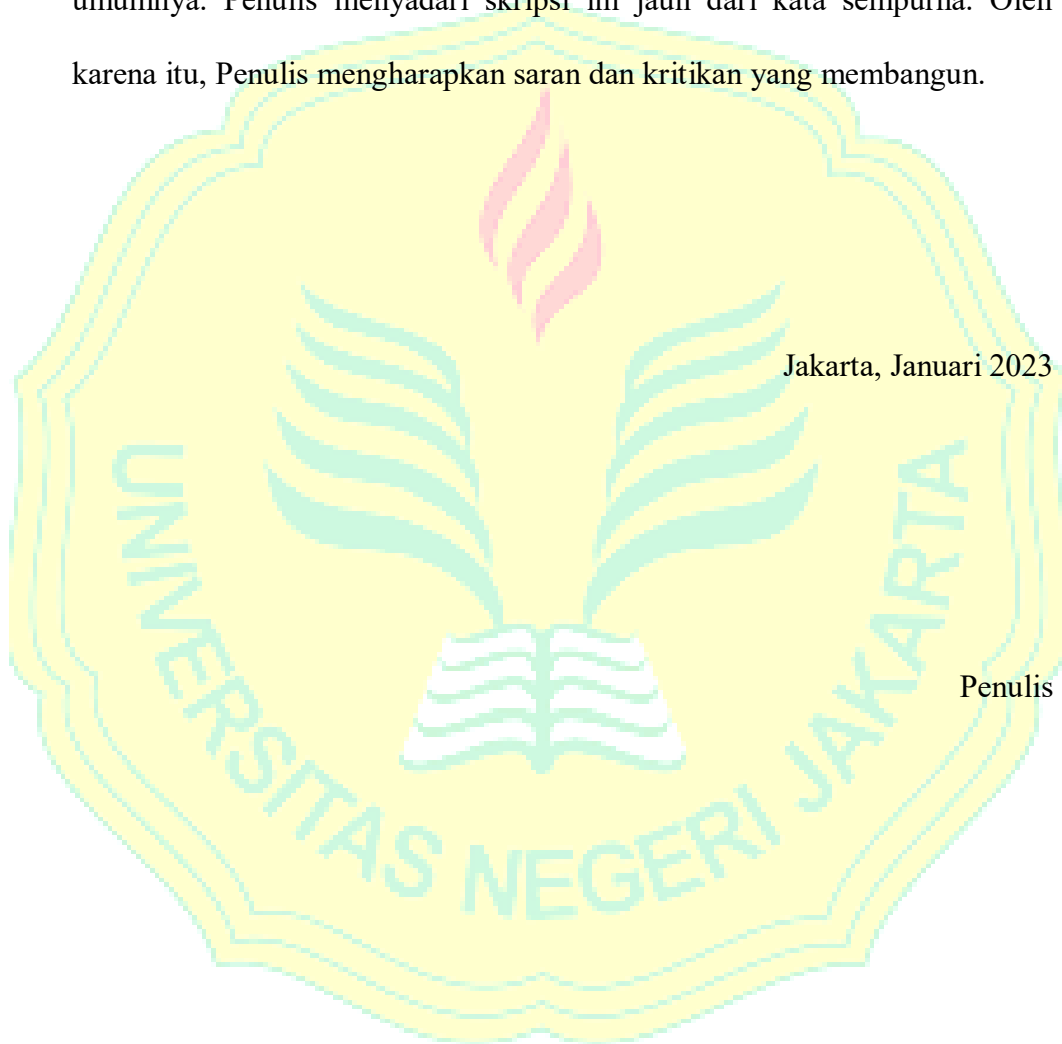 umumnya. Penulis menyadari skripsi ini jauh dari kata sempurna. Oleh
karena itu, Penulis mengharapkan saran dan kritikan yang membangun.
Jakarta, Januari 2023
Penulis
UNIVERSITAS NEGERI JAKARTA